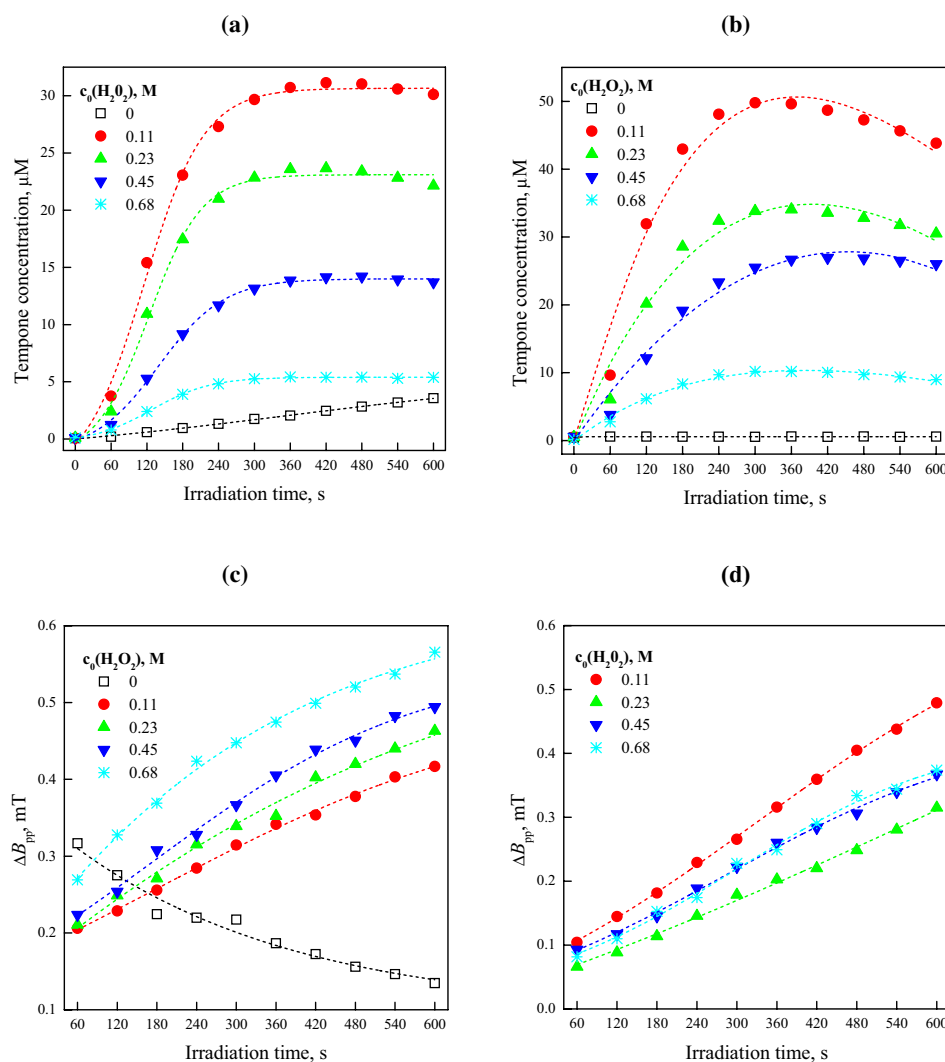 (a)
c₀(H₂0₂), M
0
0.11
0.23
0.45
0.68
Tempone concentration, μM
30
25
20
15
10
5
0
0 60 120 180 240 300 360 420 480 540 600
Irradiation time, s
(b)
c₀(H₂O₂), M
0
0.11
0.23
0.45
0.68
Tempone concentration, μM
50
40
30
20
10
0
0 60 120 180 240 300 360 420 480 540 600
Irradiation time, s
(c)
c₀(H₂O₂), M
0
0.11
0.23
0.45
0.68
ΔBpp, mT
0.6
0.5
0.4
0.3
0.2
0.1
60 120 180 240 300 360 420 480 540 600
Irradiation time, s
(d)
c₀(H₂0₂), M
0.11
0.23
0.45
0.68
ΔBpp, mT
0.6
0.5
0.4
0.3
0.2
0.1
0.0
60 120 180 240 300 360 420 480 540 600
Irradiation time, s